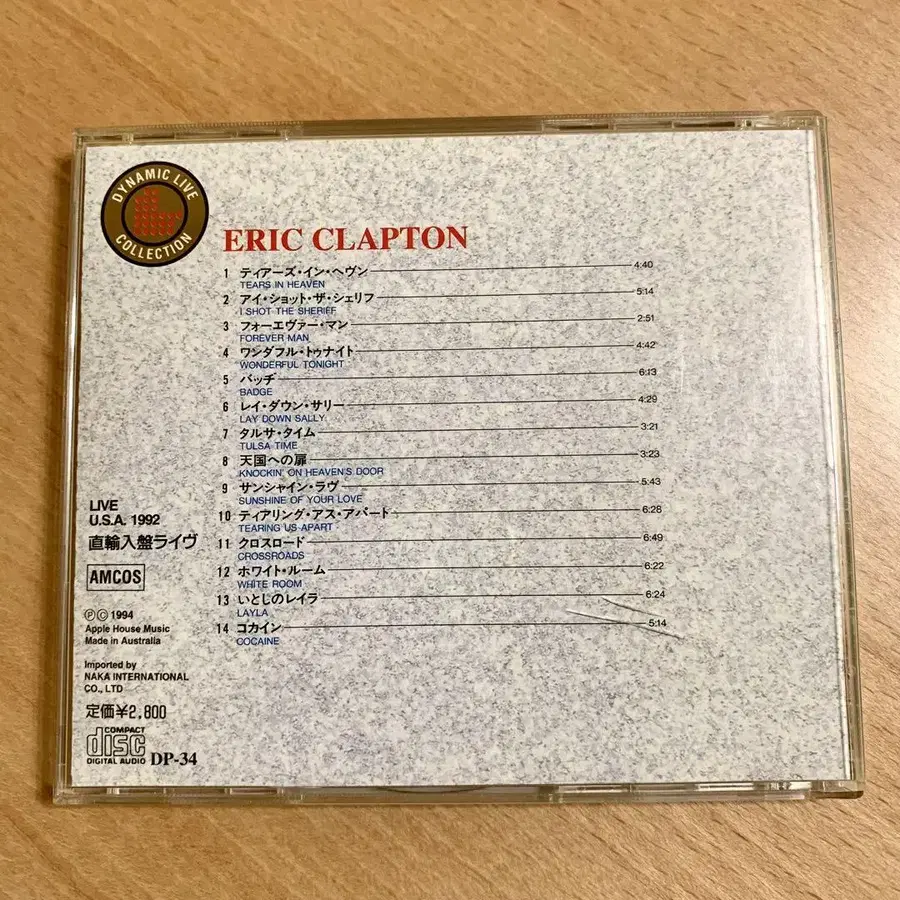 DYNAMIC LIVE
COLLECTION
ERIC CLAPTON
1 ティアーズ・イン・ヘヴン 4:40
TEARS IN HEAVEN
2 アイ・ショット・ザ・シェリフ 5:14
I SHOT THE SHERIFF
3 フォーエヴァー・マン 2:51
FOREVER MAN
4 ワンダフル・トゥナイト 4:42
WONDERFUL TONIGHT
5 バッヂ 6:13
BADGE
6 レイ・ダウン・サリー 4:29
LAY DOWN SALLY
7 タルサ・タイム 3:21
TULSA TIME
8 天国への扉 3:23
KNOCKIN' ON HEAVEN'S DOOR
9 サンシャイン・ラヴ 5:43
SUNSHINE OF YOUR LOVE
10 ティアリング・アス・アパート 6:28
TEARING US APART
11 クロスロード 6:49
CROSSROADS
12 ホワイト・ルーム 6:22
WHITE ROOM
13 いとしのレイラ 6:24
LAYLA
14 コカイン 5:14
COCAINE
LIVE
U.S.A. 1992
直輸入盤ライヴ
AMCOS
ⓅⒸ 1994
Apple House Music
Made in Australia
Imported by
NAKA INTERNATIONAL
CO., LTD
定価¥2,800
COMPACT
disc
DIGITAL AUDIO
DP-34